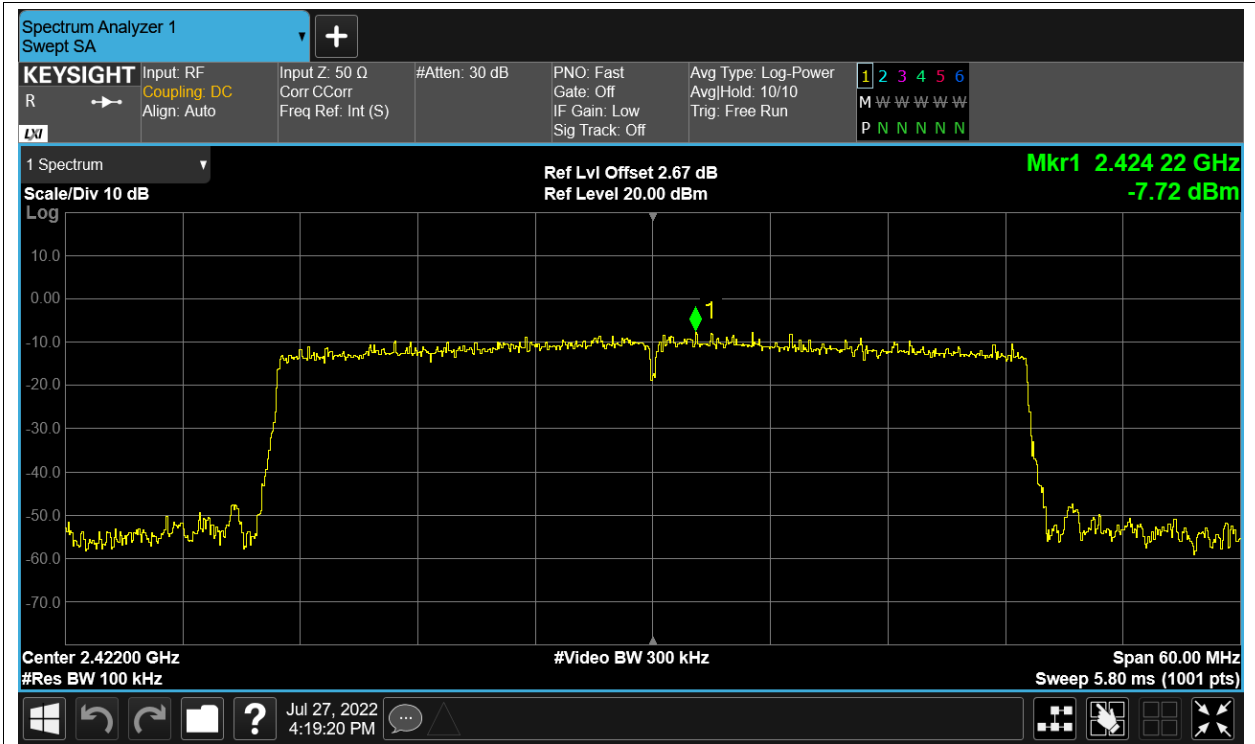 Spectrum Analyzer 1
Swept SA
KEYSIGHT
R
LXI
Input: RF
Coupling: DC
Align: Auto
Input Z: 50 Ω
Corr CCorr
Freq Ref: Int (S)
#Atten: 30 dB
PNO: Fast
Gate: Off
IF Gain: Low
Sig Track: Off
Avg Type: Log-Power
Avg|Hold: 10/10
Trig: Free Run
1 2 3 4 5 6
M W W W W W
P N N N N N
1 Spectrum
Scale/Div 10 dB
Log
Ref Lvl Offset 2.67 dB
Ref Level 20.00 dBm
Mkr1 2.424 22 GHz
-7.72 dBm
10.0
0.00
1
-10.0
-20.0
-30.0
-40.0
-50.0
-60.0
-70.0
Center 2.42200 GHz
#Video BW 300 kHz
Span 60.00 MHz
#Res BW 100 kHz
Sweep 5.80 ms (1001 pts)
?
Jul 27, 2022
4:19:20 PM